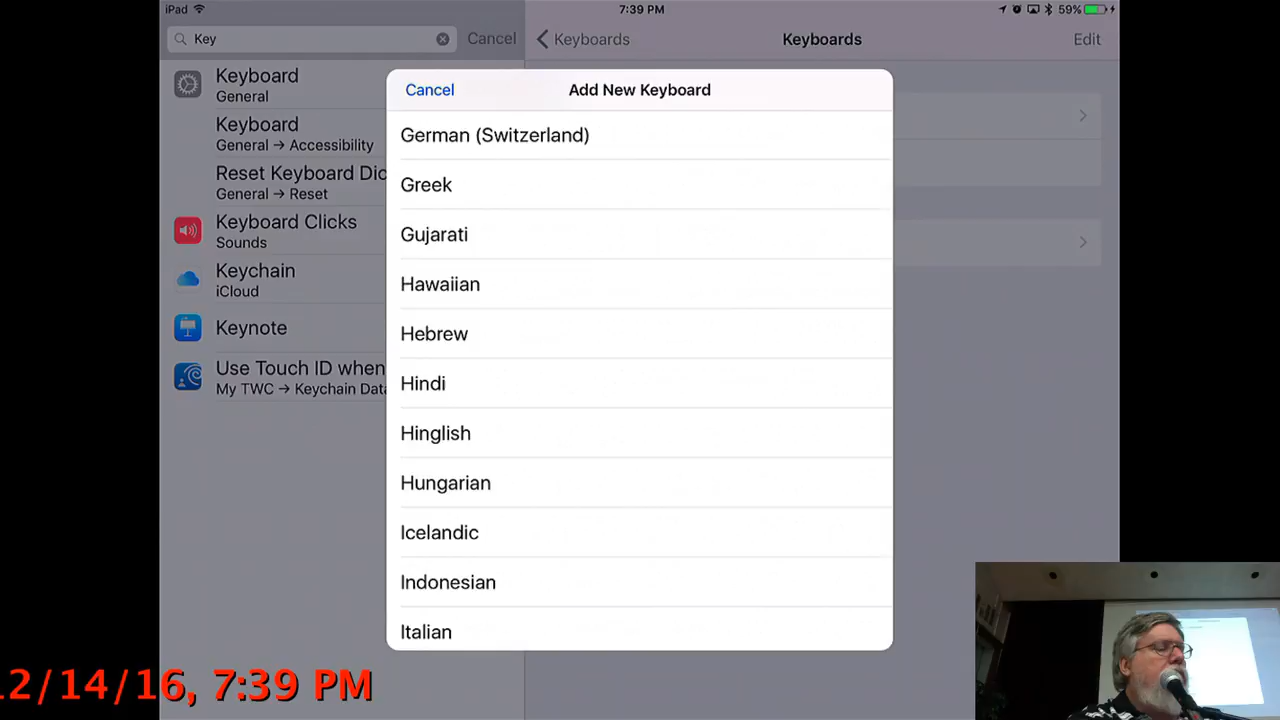 iPad
7:39 PM
59%
Key
Cancel
Keyboards
Keyboards
Edit
Keyboard
General
Keyboard
General → Accessibility
Reset Keyboard Dic
General → Reset
Keyboard Clicks
Sounds
Keychain
iCloud
Keynote
Use Touch ID when
My TWC → Keychain Data
Cancel
Add New Keyboard
German (Switzerland)
Greek
Gujarati
Hawaiian
Hebrew
Hindi
Hinglish
Hungarian
Icelandic
Indonesian
Italian
12/14/16, 7:39 PM